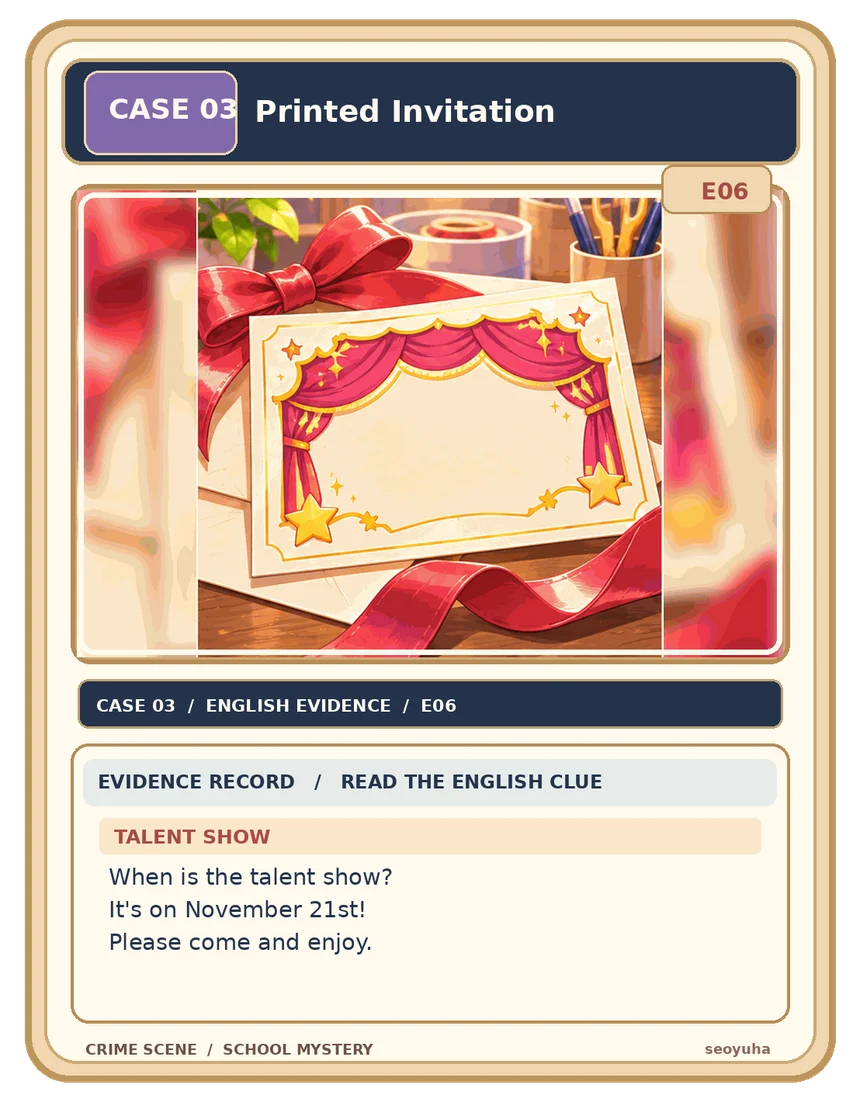 CASE 03 Printed Invitation
E06
CASE 03 / ENGLISH EVIDENCE / E06
EVIDENCE RECORD / READ THE ENGLISH CLUE
TALENT SHOW
When is the talent show?
It's on November 21st!
Please come and enjoy.
CRIME SCENE / SCHOOL MYSTERY
seoyuha